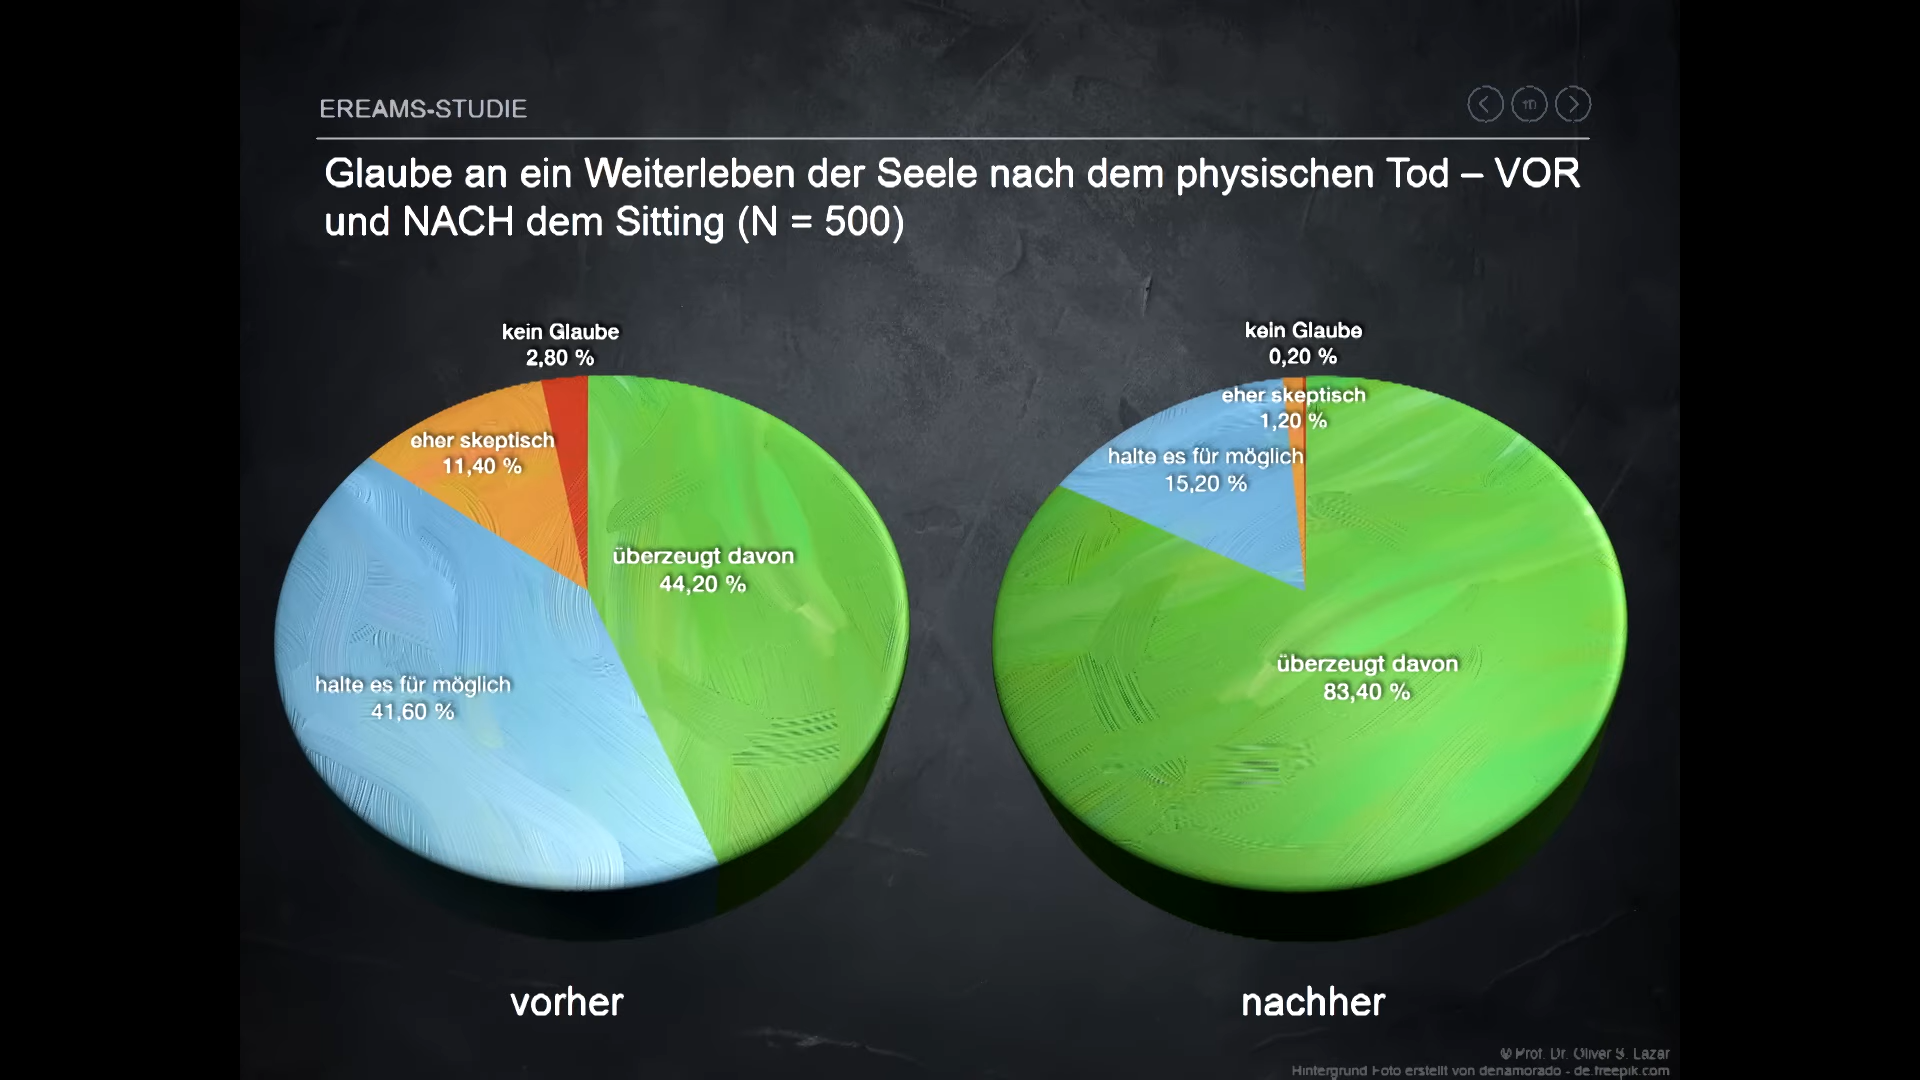 EREAMS-STUDIE
Glaube an ein Weiterleben der Seele nach dem physischen Tod – VOR
und NACH dem Sitting (N = 500)
kein Glaube
2,80 %
eher skeptisch
11,40 %
überzeugt davon
44,20 %
halte es für möglich
41,60 %
vorher
kein Glaube
0,20 %
eher skeptisch
1,20 %
halte es für möglich
15,20 %
überzeugt davon
83,40 %
nachher
© Prof. Dr. Oliver S. Lazar
Hintergrund Foto erstellt von denamorado - de.freepik.com